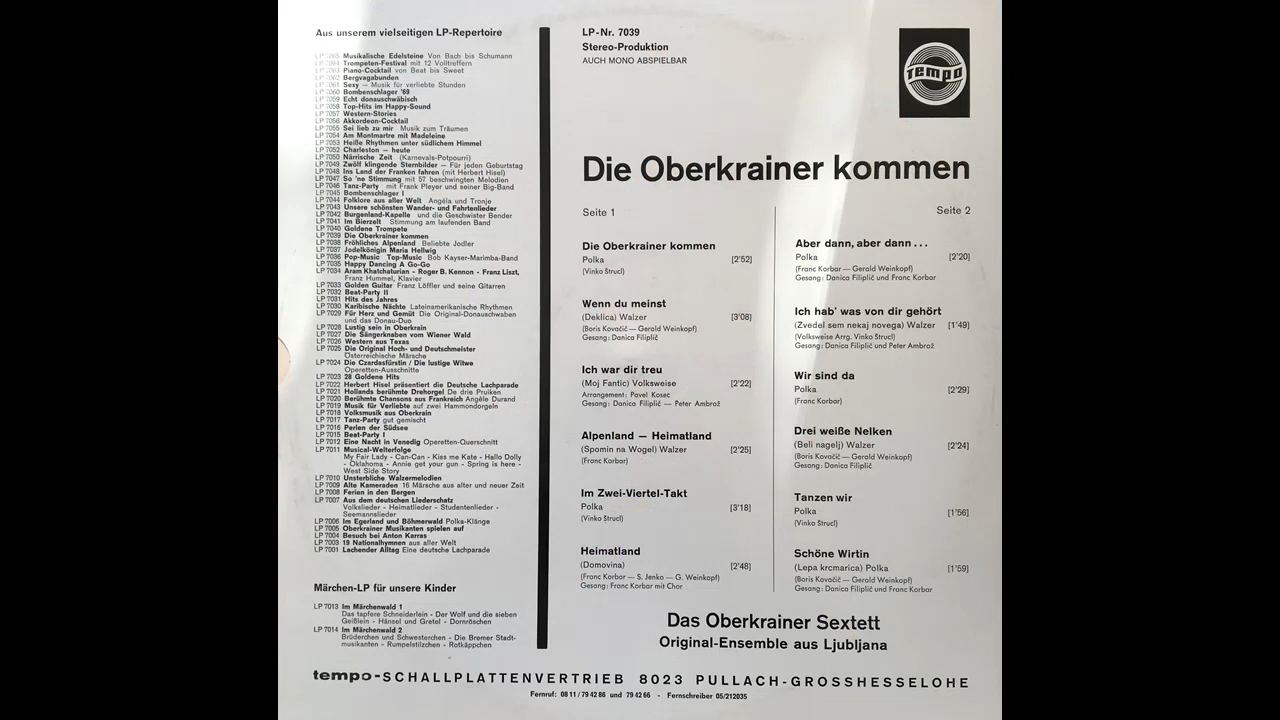 Aus unserem vielseitigen LP-Repertoire
LP 7065 Musikalische Edelsteine Von Bach bis Schumann
LP 7064 Trompeten-Festival mit 12 Volltreffern
LP 7063 Piano-Cocktail von Beat bis Sweet
LP 7062 Bergvagabunden
LP 7061 Sexy — Musik für verliebte Stunden
LP 7060 Bombenschlager '69
LP 7059 Echt donauschwäbisch
LP 7058 Top-Hits im Happy-Sound
LP 7057 Western-Stories
LP 7056 Akkordeon-Cocktail
LP 7055 Sei lieb zu mir Musik zum Träumen
LP 7054 Am Montmartre mit Madeleine
LP 7053 Heiße Rhythmen unter südlichem Himmel
LP 7052 Charleston — heute
LP 7050 Närrische Zeit (Karnevals-Potpourri)
LP 7049 Zwölf klingende Sternbilder — Für jeden Geburtstag
LP 7048 Ins Land der Franken fahren (mit Herbert Hisel)
LP 7047 So 'ne Stimmung mit 57 beschwingten Melodien
LP 7046 Tanz-Party mit Frank Pleyer und seiner Big-Band
LP 7045 Bombenschlager I
LP 7044 Folklore aus aller Welt Angéla und Tronje
LP 7043 Unsere schönsten Wander- und Fahrtenlieder
LP 7042 Burgenland-Kapelle und die Geschwister Bender
LP 7041 Im Bierzelt Stimmung am laufenden Band
LP 7040 Goldene Trompete
LP 7039 Die Oberkrainer kommen
LP 7038 Fröhliches Alpenland Beliebte Jodler
LP 7037 Jodelkönigin Maria Hellwig
LP 7036 Pop-Music Top-Music Bob Kayser-Marimba-Band
LP 7035 Happy Dancing A Go-Go
LP 7034 Aram Khatchaturian - Roger B. Kennon - Franz Liszt,
Franz Hummel, Klavier
LP 7033 Golden Guitar Franz Löffler und seine Gitarren
LP 7032 Beat-Party II
LP 7031 Hits des Jahres
LP 7030 Karibische Nächte Lateinamerikanische Rhythmen
LP 7029 Für Herz und Gemüt Die Original-Donauschwaben
und das Donau-Duo
LP 7028 Lustig sein in Oberkrain
LP 7027 Die Sängerknaben vom Wiener Wald
LP 7026 Western aus Texas
LP 7025 Die Original Hoch- und Deutschmeister
Österreichische Märsche
LP 7024 Die Czardasfürstin / Die lustige Witwe
Operetten-Ausschnitte
LP 7023 28 Goldene Hits
LP 7022 Herbert Hisel präsentiert die Deutsche Lachparade
LP 7021 Hollands berühmte Drehorgel De drie Pruiken
LP 7020 Berühmte Chansons aus Frankreich Angéle Durand
LP 7019 Musik für Verliebte auf zwei Hammondorgeln
LP 7018 Volksmusik aus Oberkrain
LP 7017 Tanz-Party gut gemischt
LP 7016 Perlen der Südsee
LP 7015 Beat-Party I
LP 7012 Eine Nacht in Venedig Operetten-Querschnitt
LP 7011 Musical-Welterfolge
My Fair Lady - Can-Can - Kiss me Kate - Hallo Dolly
- Oklahoma - Annie get your gun - Spring is here -
West Side Story
LP 7010 Unsterbliche Walzermelodien
LP 7009 Alte Kameraden 16 Märsche aus alter und neuer Zeit
LP 7008 Ferien in den Bergen
LP 7007 Aus dem deutschen Liederschatz
Volkslieder - Heimatlieder - Studentenlieder -
Seemannslieder
LP 7006 Im Egerland und Böhmerwald Polka-Klänge
LP 7005 Oberkrainer Musikanten spielen auf
LP 7004 Besuch bei Anton Karras
LP 7003 19 Nationalhymnen aus aller Welt
LP 7001 Lachender Alltag Eine deutsche Lachparade
Märchen-LP für unsere Kinder
LP 7013 Im Märchenwald 1
Das tapfere Schneiderlein - Der Wolf und die sieben
Geißlein - Hänsel und Gretel - Dornröschen
LP 7014 Im Märchenwald 2
Brüderchen und Schwesterchen - Die Bremer Stadt-
musikanten - Rumpelstilzchen - Rotkäppchen
LP-Nr. 7039
Stereo-Produktion
AUCH MONO ABSPIELBAR
TEMPO
Die Oberkrainer kommen
Seite 1
Die Oberkrainer kommen
Polka [2'52]
(Vinko Štrucl)
Wenn du meinst
(Deklica) Walzer [3'08]
(Boris Kovačič — Gerald Weinkopf)
Gesang: Danica Filiplič
Ich war dir treu
(Moj Fantic) Volksweise [2'22]
Arrangement: Pavel Kosec
Gesang: Danica Filiplič — Peter Ambrož
Alpenland — Heimatland
(Spomin na Wogel) Walzer [2'25]
(Franc Korbar)
Im Zwei-Viertel-Takt
Polka [3'18]
(Vinko Štrucl)
Heimatland
(Domovina) [2'48]
(Franc Korbar — S. Jenko — G. Weinkopf)
Gesang: Franc Korbar mit Chor
Seite 2
Aber dann, aber dann . . .
Polka [2'20]
(Franc Korbar — Gerald Weinkopf)
Gesang: Danica Filiplič und Franc Korbar
Ich hab' was von dir gehört
(Zvedel sem nekaj novega) Walzer [1'49]
(Volksweise Arrg. Vinko Štrucl)
Gesang: Danica Filiplič und Peter Ambrož
Wir sind da
Polka [2'29]
(Franc Korbar)
Drei weiße Nelken
(Beli nagelj) Walzer [2'24]
(Boris Kovačič — Gerald Weinkopf)
Gesang: Danica Filiplič
Tanzen wir
Polka [1'56]
(Vinko Štrucl)
Schöne Wirtin
(Lepa krcmarica) Polka [1'59]
(Boris Kovačič — Gerald Weinkopf)
Gesang: Danica Filiplič und Franc Korbar
Das Oberkrainer Sextett
Original-Ensemble aus Ljubljana
tempo-SCHALLPLATTENVERTRIEB 8023 PULLACH-GROSSHESSELOHE
Fernruf: 08 11 / 79 42 86 und 79 42 66 - Fernschreiber 05/212035